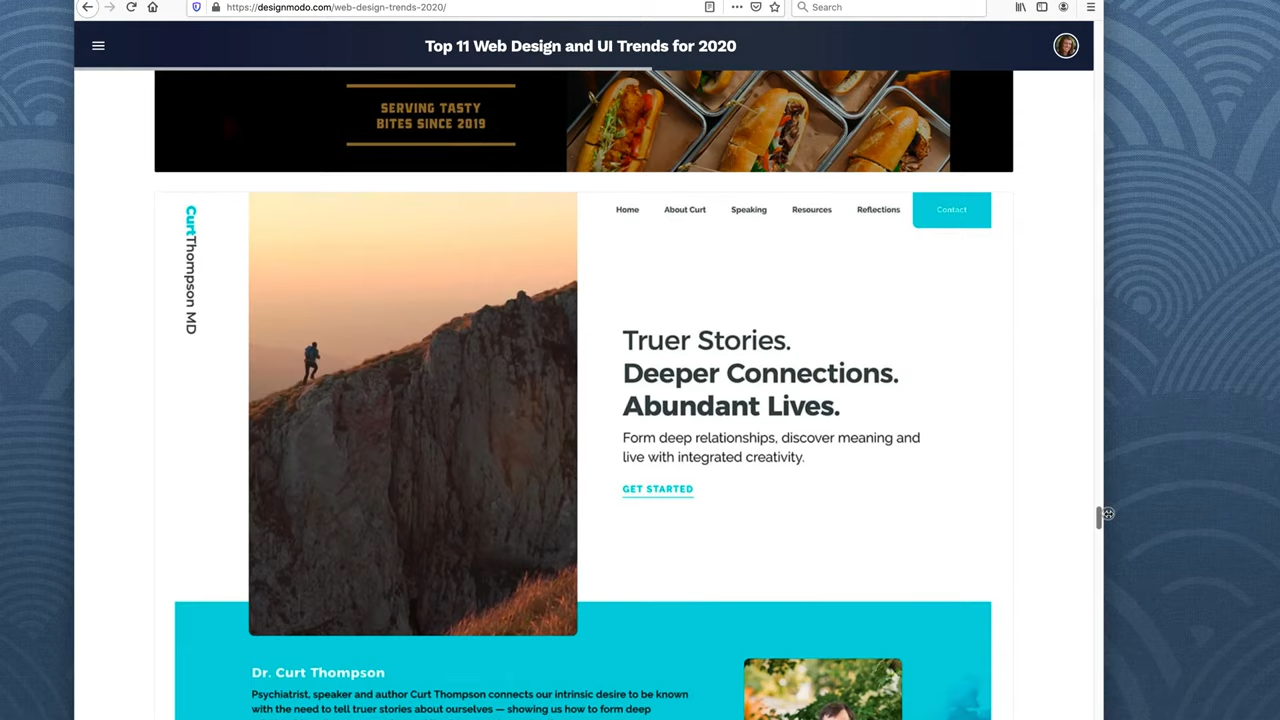 https://designmodo.com/web-design-trends-2020/
Search
Top 11 Web Design and UI Trends for 2020
SERVING TASTY
BITES SINCE 2019
CurtThompson MD
Home About Curt Speaking Resources Reflections Contact
Truer Stories.
Deeper Connections.
Abundant Lives.
Form deep relationships, discover meaning and
live with integrated creativity.
GET STARTED
Dr. Curt Thompson
Psychiatrist, speaker and author Curt Thompson connects our intrinsic desire to be known
with the need to tell truer stories about ourselves — showing us how to form deep